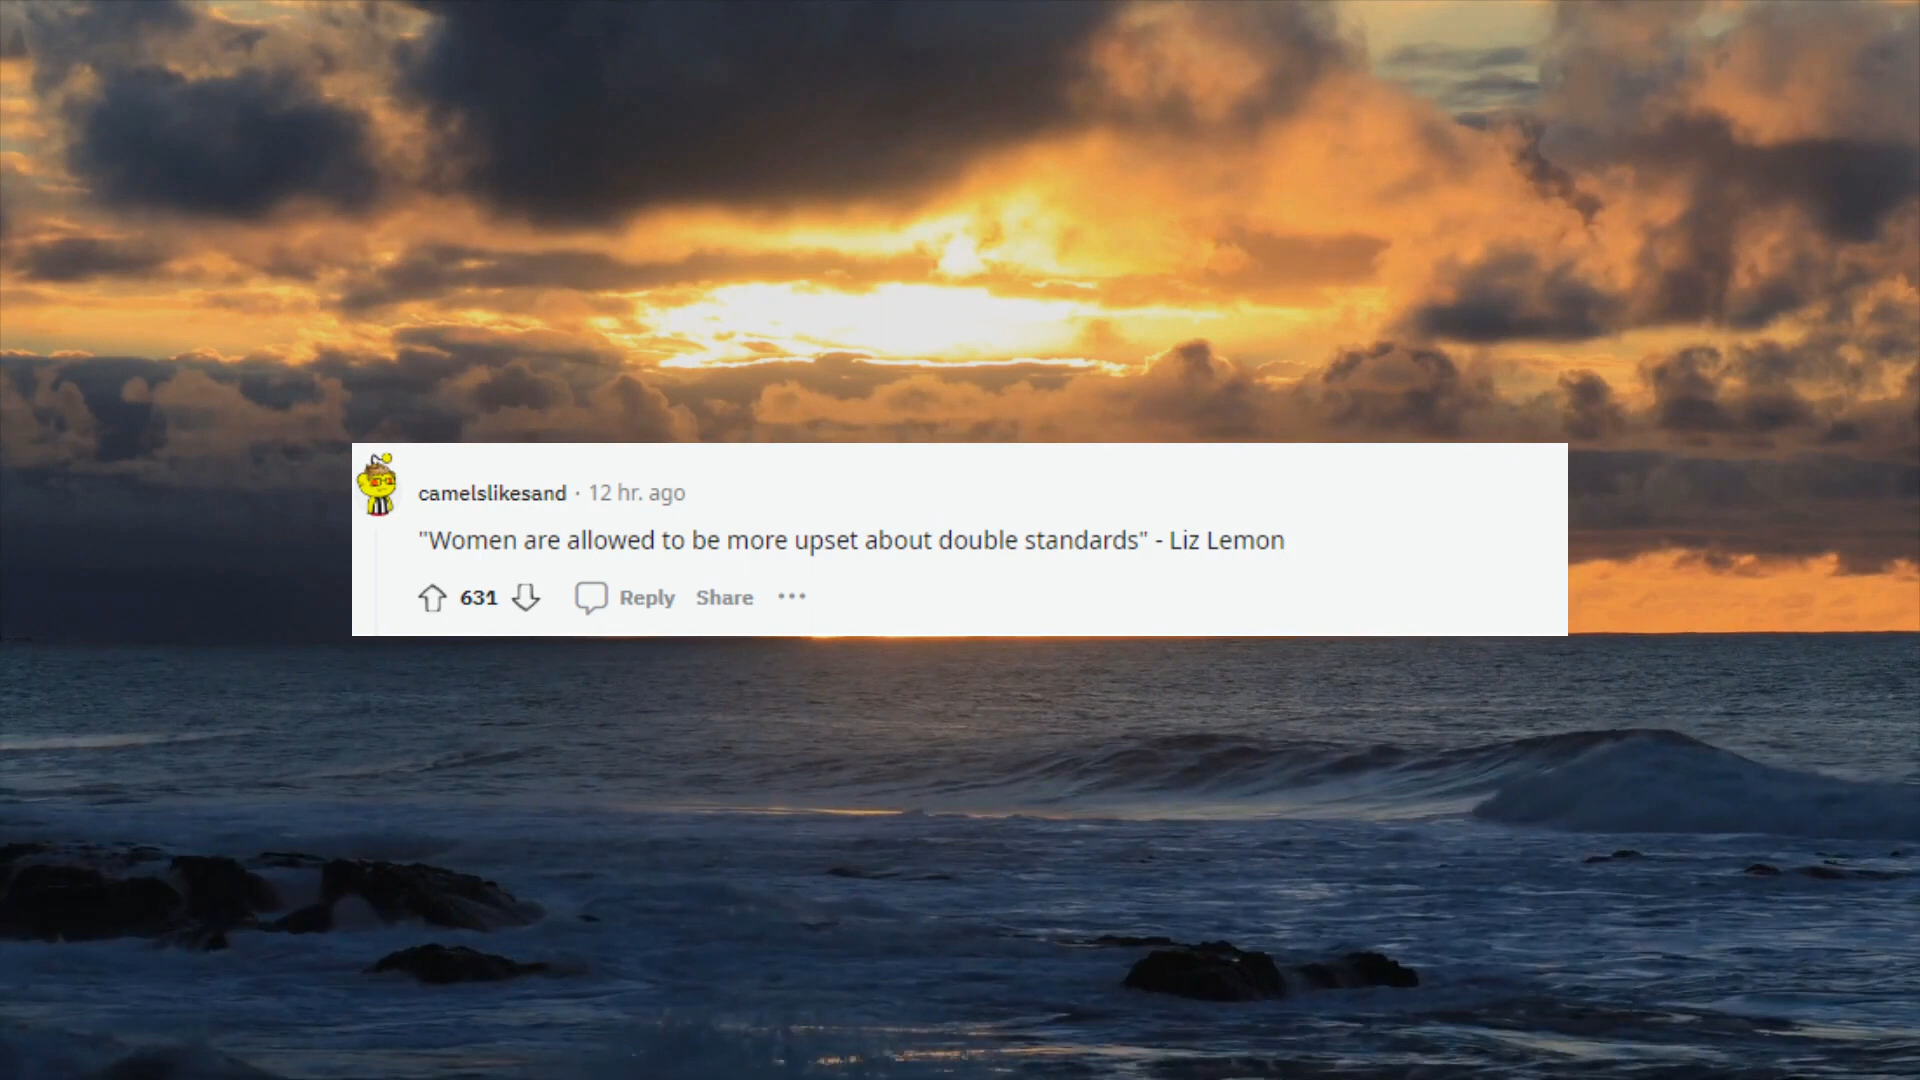 camelslikesand · 12 hr. ago
"Women are allowed to be more upset about double standards" - Liz Lemon
631 Reply Share ···